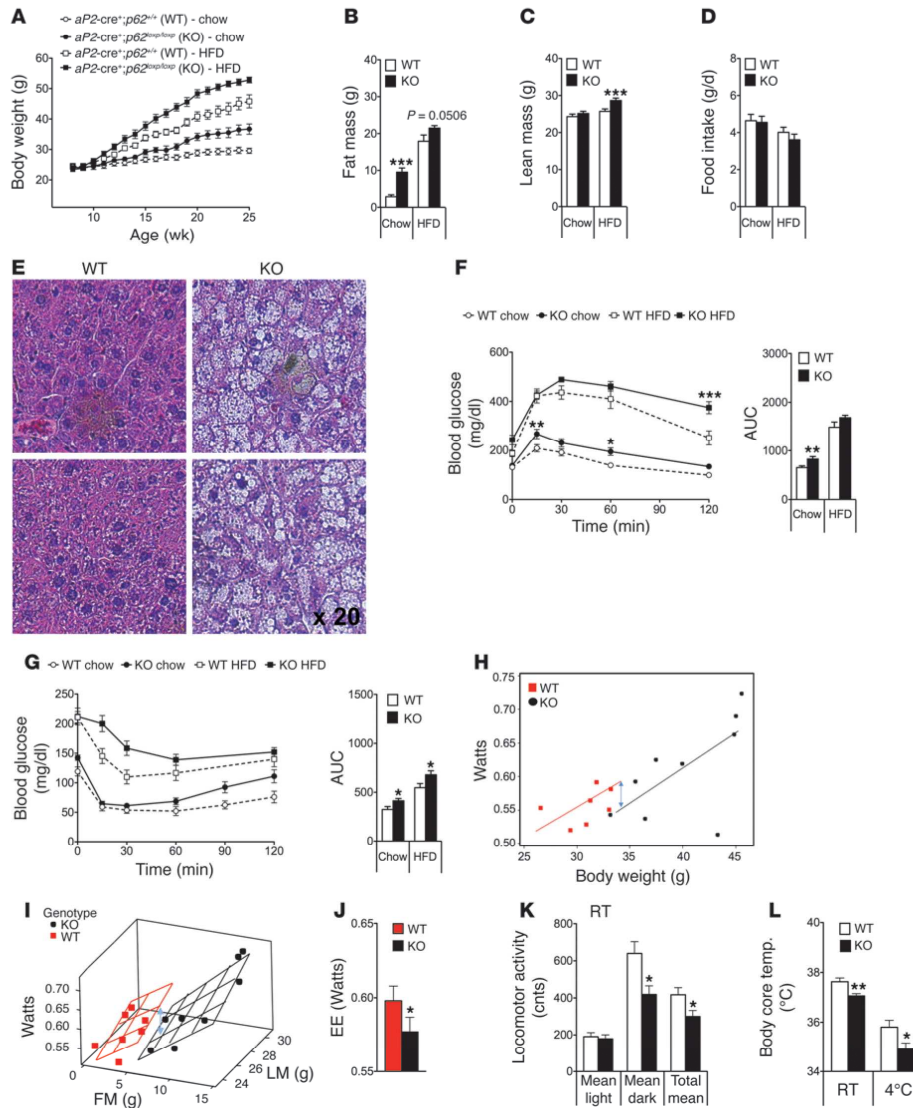 A
aP2-cre⁺;p62⁺/⁺ (WT) - chow
aP2-cre⁺;p62loxp/loxp (KO) - chow
aP2-cre⁺;p62⁺/⁺ (WT) - HFD
aP2-cre⁺;p62loxp/loxp (KO) - HFD
Body weight (g)
60
50
40
30
20
10 15 20 25
Age (wk)
B
WT
KO
Fat mass (g)
40
30
20
10
0
***
P = 0.0506
Chow HFD
C
WT
KO
Lean mass (g)
40
30
20
10
0
***
Chow HFD
D
WT
KO
Food intake (g/d)
8
6
4
2
0
Chow HFD
E
WT KO
x 20
F
WT chow KO chow WT HFD KO HFD
Blood glucose
(mg/dl)
600
400
200
0
** * ***
0 30 60 90 120
Time (min)
AUC
3000
2000
1000
0
WT
KO
**
Chow HFD
G
WT chow KO chow WT HFD KO HFD
Blood glucose
(mg/dl)
250
200
150
100
50
0
0 30 60 90 120
Time (min)
AUC
1500
1000
500
0
WT
KO
* *
Chow HFD
H
WT
KO
Watts
0.75
0.70
0.65
0.60
0.55
0.50
25 30 35 40 45
Body weight (g)
I
Genotype
KO
WT
Watts
0.70
0.65
0.60
0.55
0 5 10 15
FM (g)
24 26 28 30
LM (g)
J
WT
KO
EE (Watts)
0.65
0.60
0.55
*
K
RT
WT
KO
Locomotor activity
(cnts)
800
600
400
200
0
* *
Mean light
Mean dark
Total mean
L
WT
KO
Body core temp.
(°C)
38
36
34
** *
RT 4°C